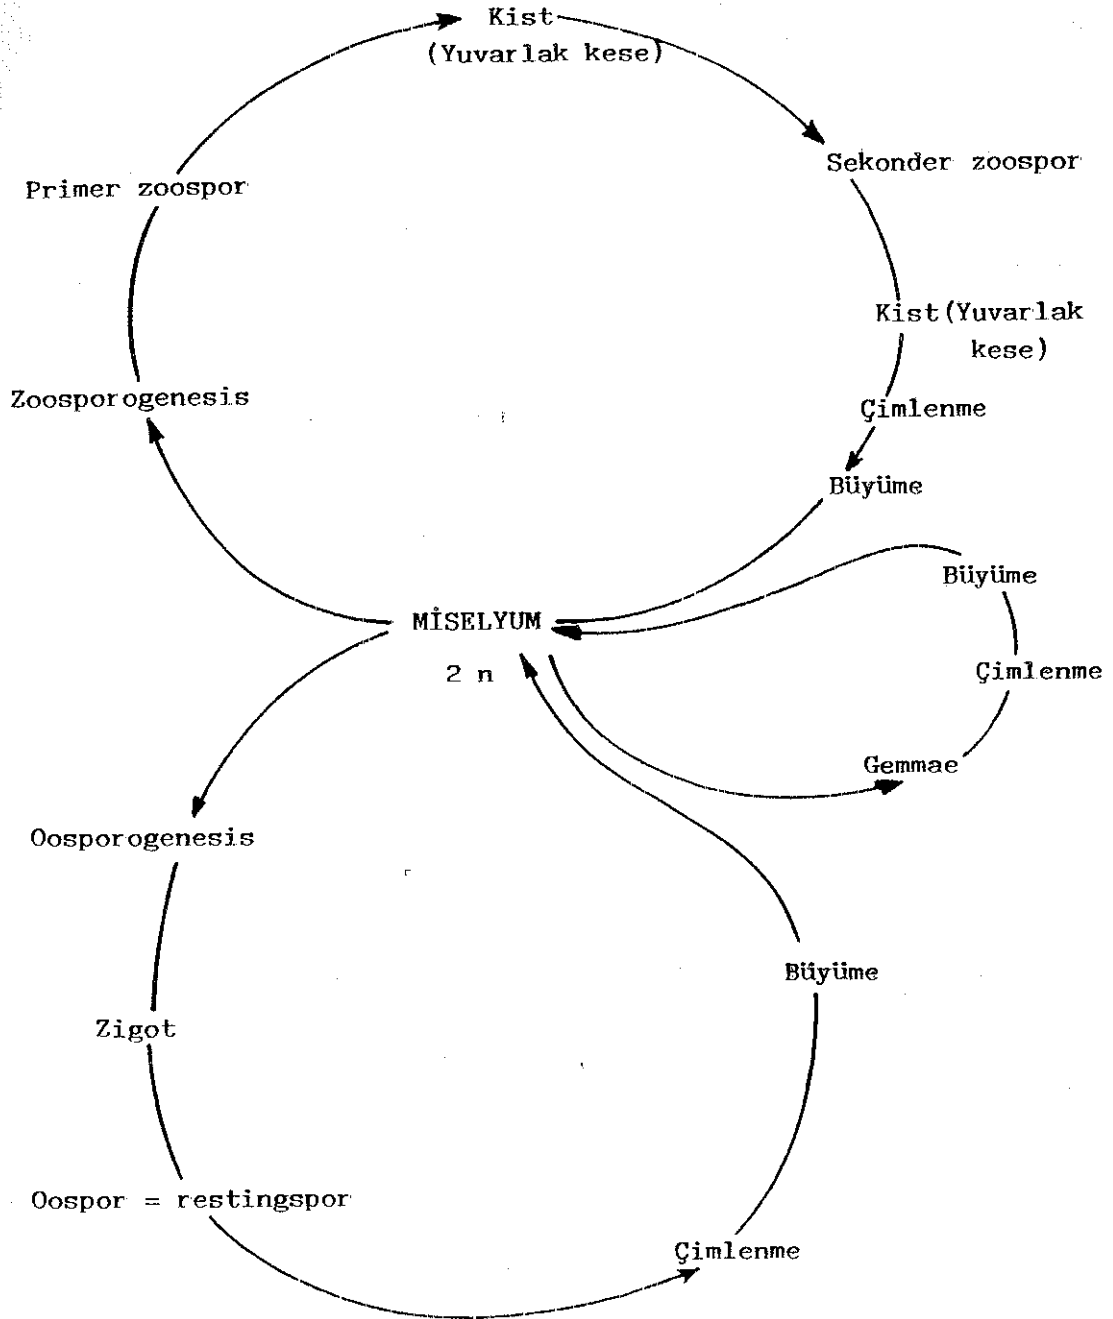 Kist
(Yuvarlak kese)
Sekonder zoospor
Primer zoospor
Kist(Yuvarlak
kese)
Zoosporogenesis
Çimlenme
Büyüme
Büyüme
MİSELYUM
2 n
Çimlenme
Gemmae
Oosporogenesis
Büyüme
Zigot
Oospor = restingspor
Çimlenme